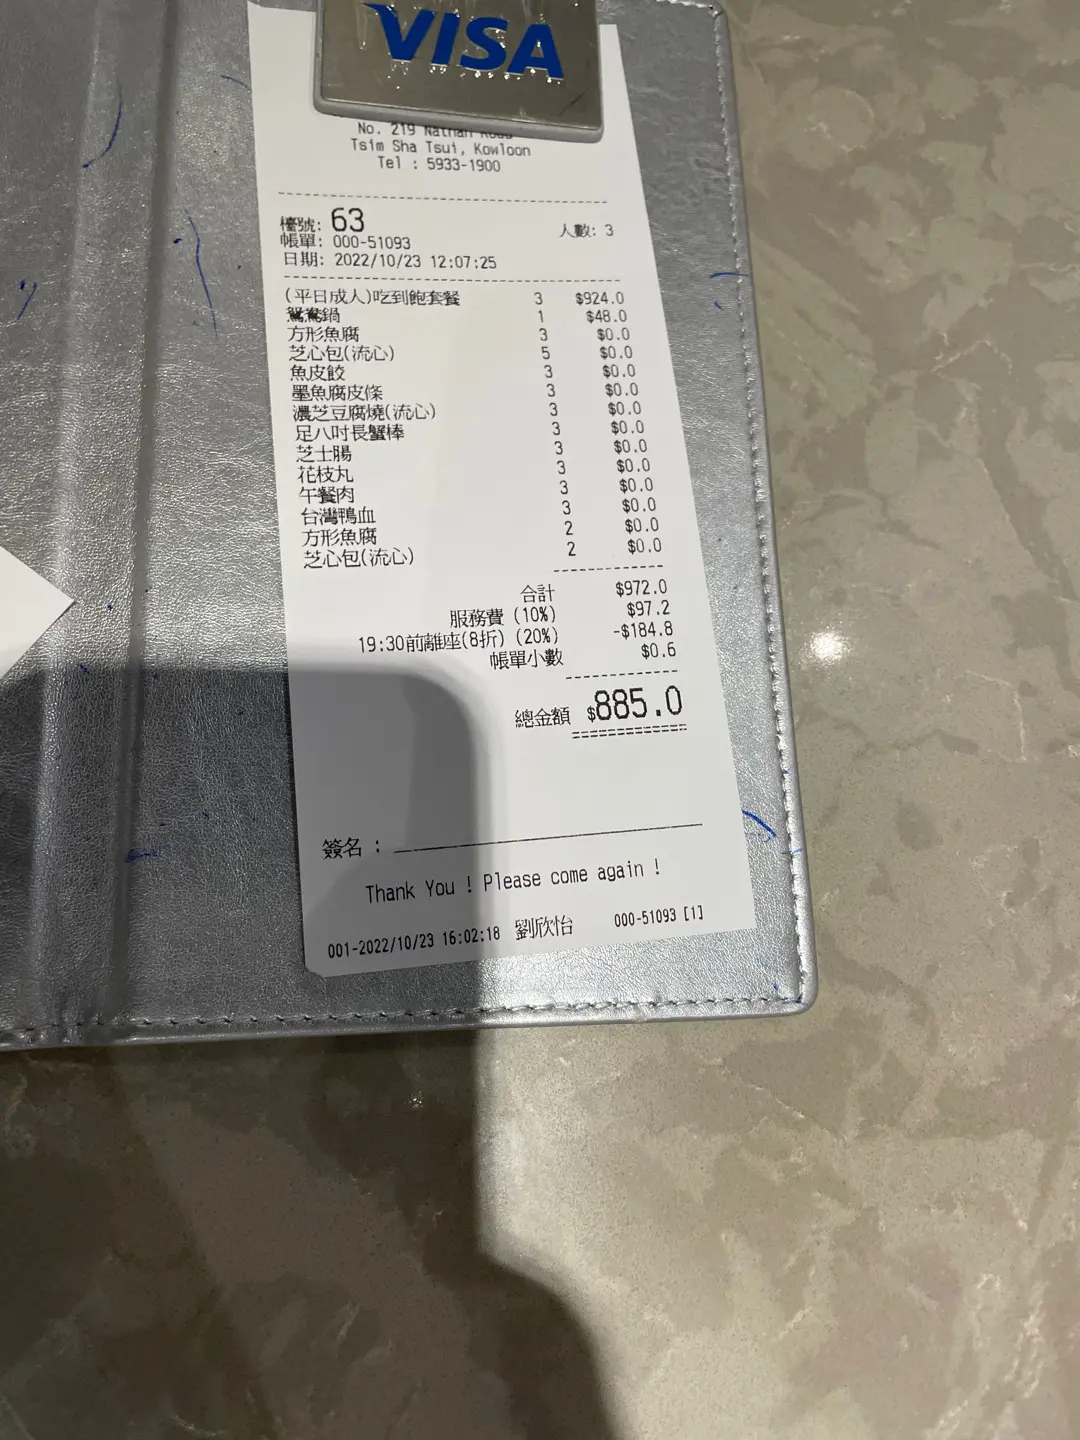 VISA
No. 219 Nathan Road
Tsim Sha Tsui, Kowloon
Tel : 5933-1900
檯號: 63 人數: 3
帳單: 000-51093
日期: 2022/10/23 12:07:25
(平日成人)吃到飽套餐 3 $924.0
鴛鴦鍋 1 $48.0
方形魚腐 3 $0.0
芝心包(流心) 5 $0.0
魚皮餃 3 $0.0
墨魚腐皮條 3 $0.0
濃芝豆腐燒(流心) 3 $0.0
足八吋長蟹棒 3 $0.0
芝士腸 3 $0.0
花枝丸 3 $0.0
午餐肉 3 $0.0
台灣鴨血 3 $0.0
方形魚腐 2 $0.0
芝心包(流心) 2 $0.0
合計 $972.0
服務費 (10%) $97.2
19:30前離座(8折) (20%) -$184.8
帳單小數 $0.6
總金額 $885.0
簽名 :
Thank You ! Please come again !
001-2022/10/23 16:02:18 劉欣怡 000-51093 [1]